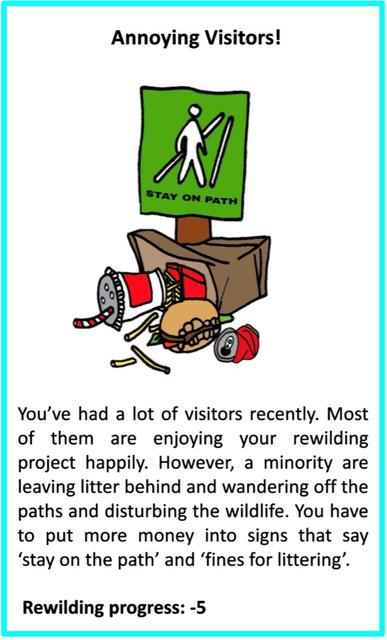 Annoying Visitors!
STAY ON PATH
You’ve had a lot of visitors recently. Most
of them are enjoying your rewilding
project happily. However, a minority are
leaving litter behind and wandering off the
paths and disturbing the wildlife. You have
to put more money into signs that say
‘stay on the path’ and ‘fines for littering’.
Rewilding progress: -5